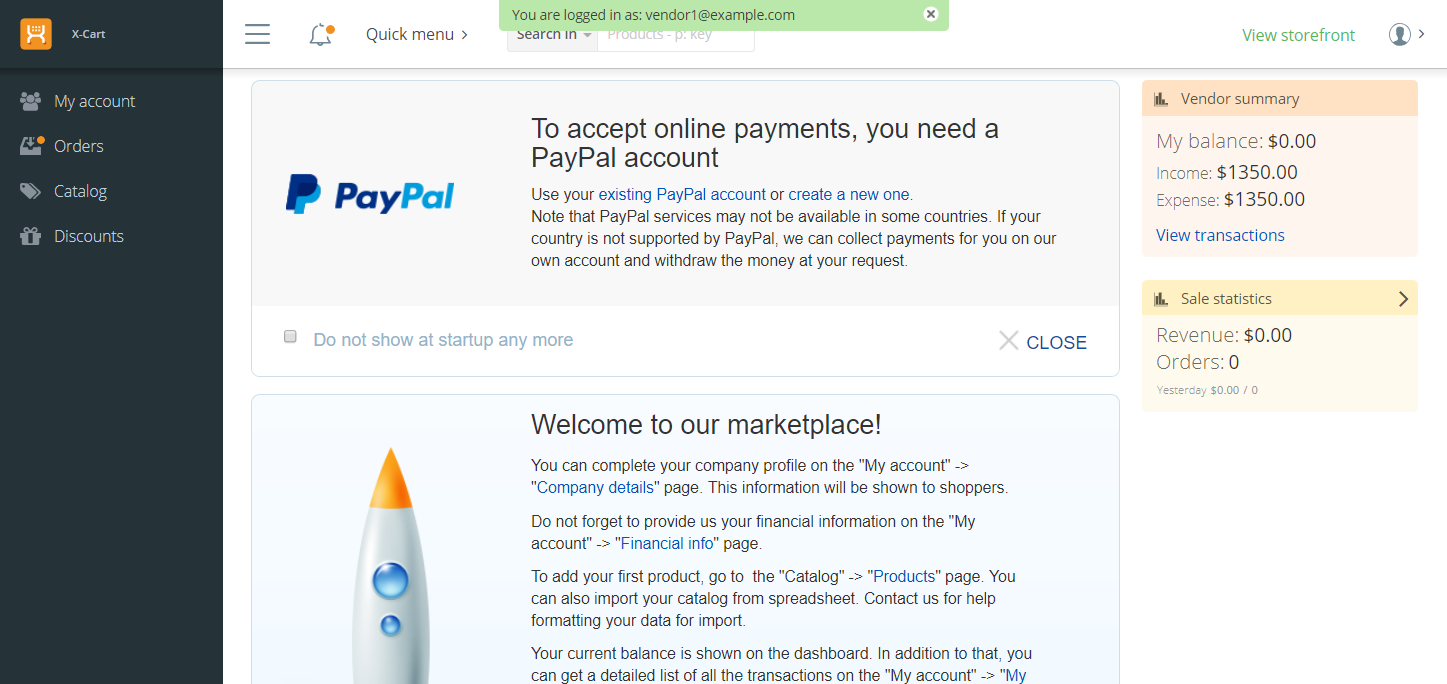 X-Cart
My account
Orders
Catalog
Discounts
Quick menu
You are logged in as: vendor1@example.com
Search in
Products - p: key
View storefront
To accept online payments, you need a
PayPal account
PayPal
Use your existing PayPal account or create a new one.
Note that PayPal services may not be available in some countries. If your
country is not supported by PayPal, we can collect payments for you on our
own account and withdraw the money at your request.
Do not show at startup any more
CLOSE
Welcome to our marketplace!
You can complete your company profile on the "My account" ->
"Company details" page. This information will be shown to shoppers.
Do not forget to provide us your financial information on the "My
account" -> "Financial info" page.
To add your first product, go to  the "Catalog" -> "Products" page. You
can also import your catalog from spreadsheet. Contact us for help
formatting your data for import.
Your current balance is shown on the dashboard. In addition to that, you
can get a detailed list of all the transactions on the "My account" -> "My
Vendor summary
My balance: $0.00
Income: $1350.00
Expense: $1350.00
View transactions
Sale statistics
Revenue: $0.00
Orders: 0
Yesterday $0.00 / 0